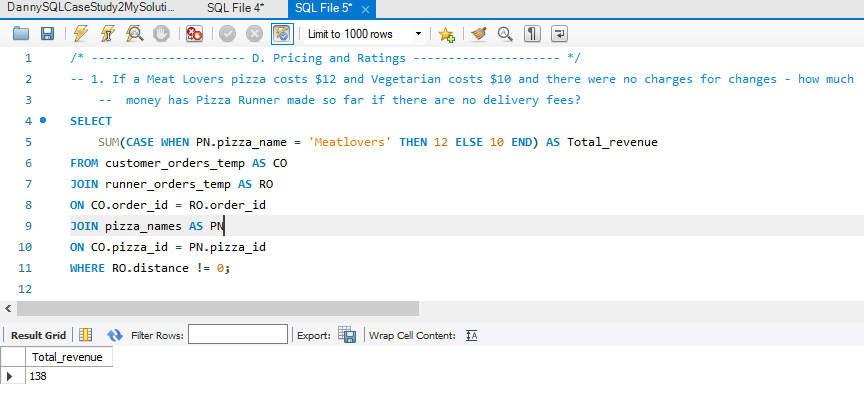 DannySQLCaseStudy2MySoluti... SQL File 4* SQL File 5* ×
Limit to 1000 rows
1 /* ---------------------- D. Pricing and Ratings --------------------- */
2 -- 1. If a Meat Lovers pizza costs $12 and Vegetarian costs $10 and there were no charges for changes - how much
3 -- money has Pizza Runner made so far if there are no delivery fees?
4 SELECT
5 SUM(CASE WHEN PN.pizza_name = 'Meatlovers' THEN 12 ELSE 10 END) AS Total_revenue
6 FROM customer_orders_temp AS CO
7 JOIN runner_orders_temp AS RO
8 ON CO.order_id = RO.order_id
9 JOIN pizza_names AS PN
10 ON CO.pizza_id = PN.pizza_id
11 WHERE RO.distance != 0;
12
Result Grid Filter Rows: Export: Wrap Cell Content: IA
Total_revenue
138